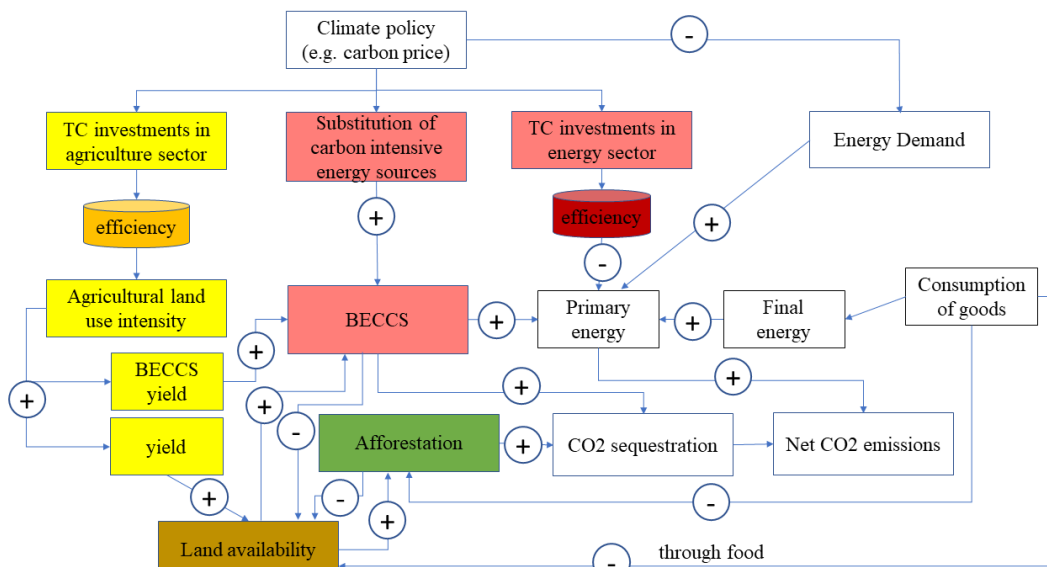 Climate policy
(e.g. carbon price)
-
TC investments in
agriculture sector
Substitution of
carbon intensive
energy sources
TC investments in
energy sector
Energy Demand
efficiency
+
efficiency
+
-
Agricultural land
use intensity
BECCS
+
Primary
energy
+
Final
energy
Consumption
of goods
+
BECCS
yield
+
+
+
+
-
yield
Afforestation
+
CO2 sequestration
Net CO2 emissions
+
-
+
-
Land availability
through food
-